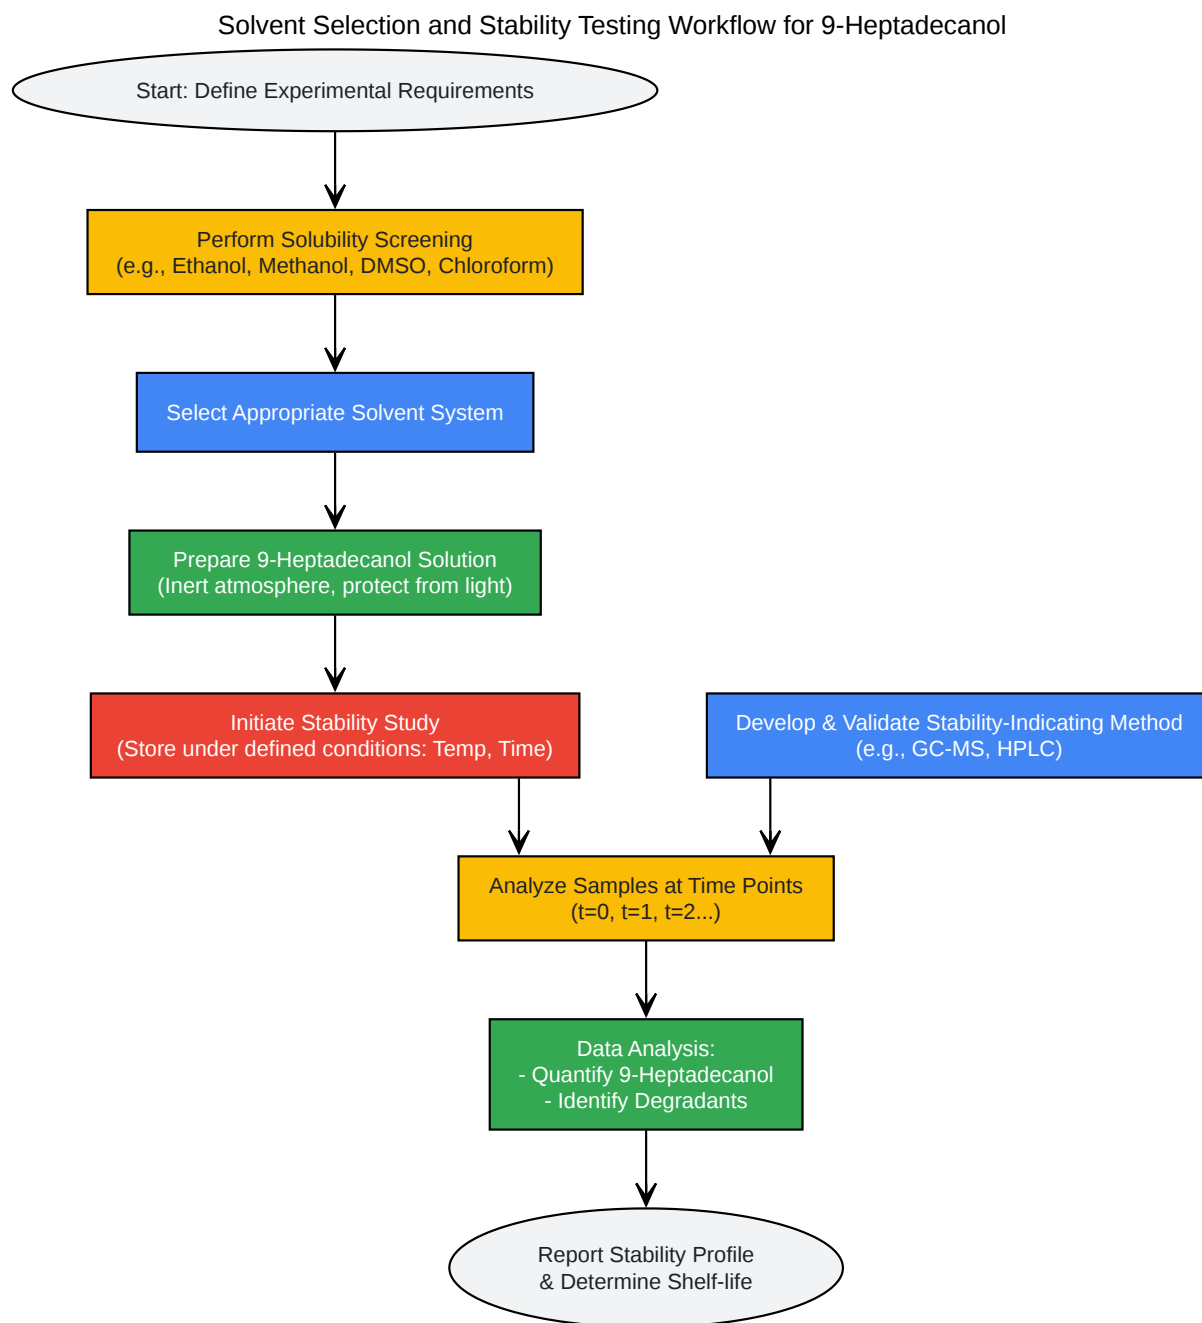 Solvent Selection and Stability Testing Workflow for 9-Heptadecanol
Start: Define Experimental Requirements
Perform Solubility Screening
(e.g., Ethanol, Methanol, DMSO, Chloroform)
Select Appropriate Solvent System
Prepare 9-Heptadecanol Solution
(Inert atmosphere, protect from light)
Initiate Stability Study
(Store under defined conditions: Temp, Time)
Develop & Validate Stability-Indicating Method
(e.g., GC-MS, HPLC)
Analyze Samples at Time Points
(t=0, t=1, t=2...)
Data Analysis:
- Quantify 9-Heptadecanol
- Identify Degradants
Report Stability Profile
& Determine Shelf-life